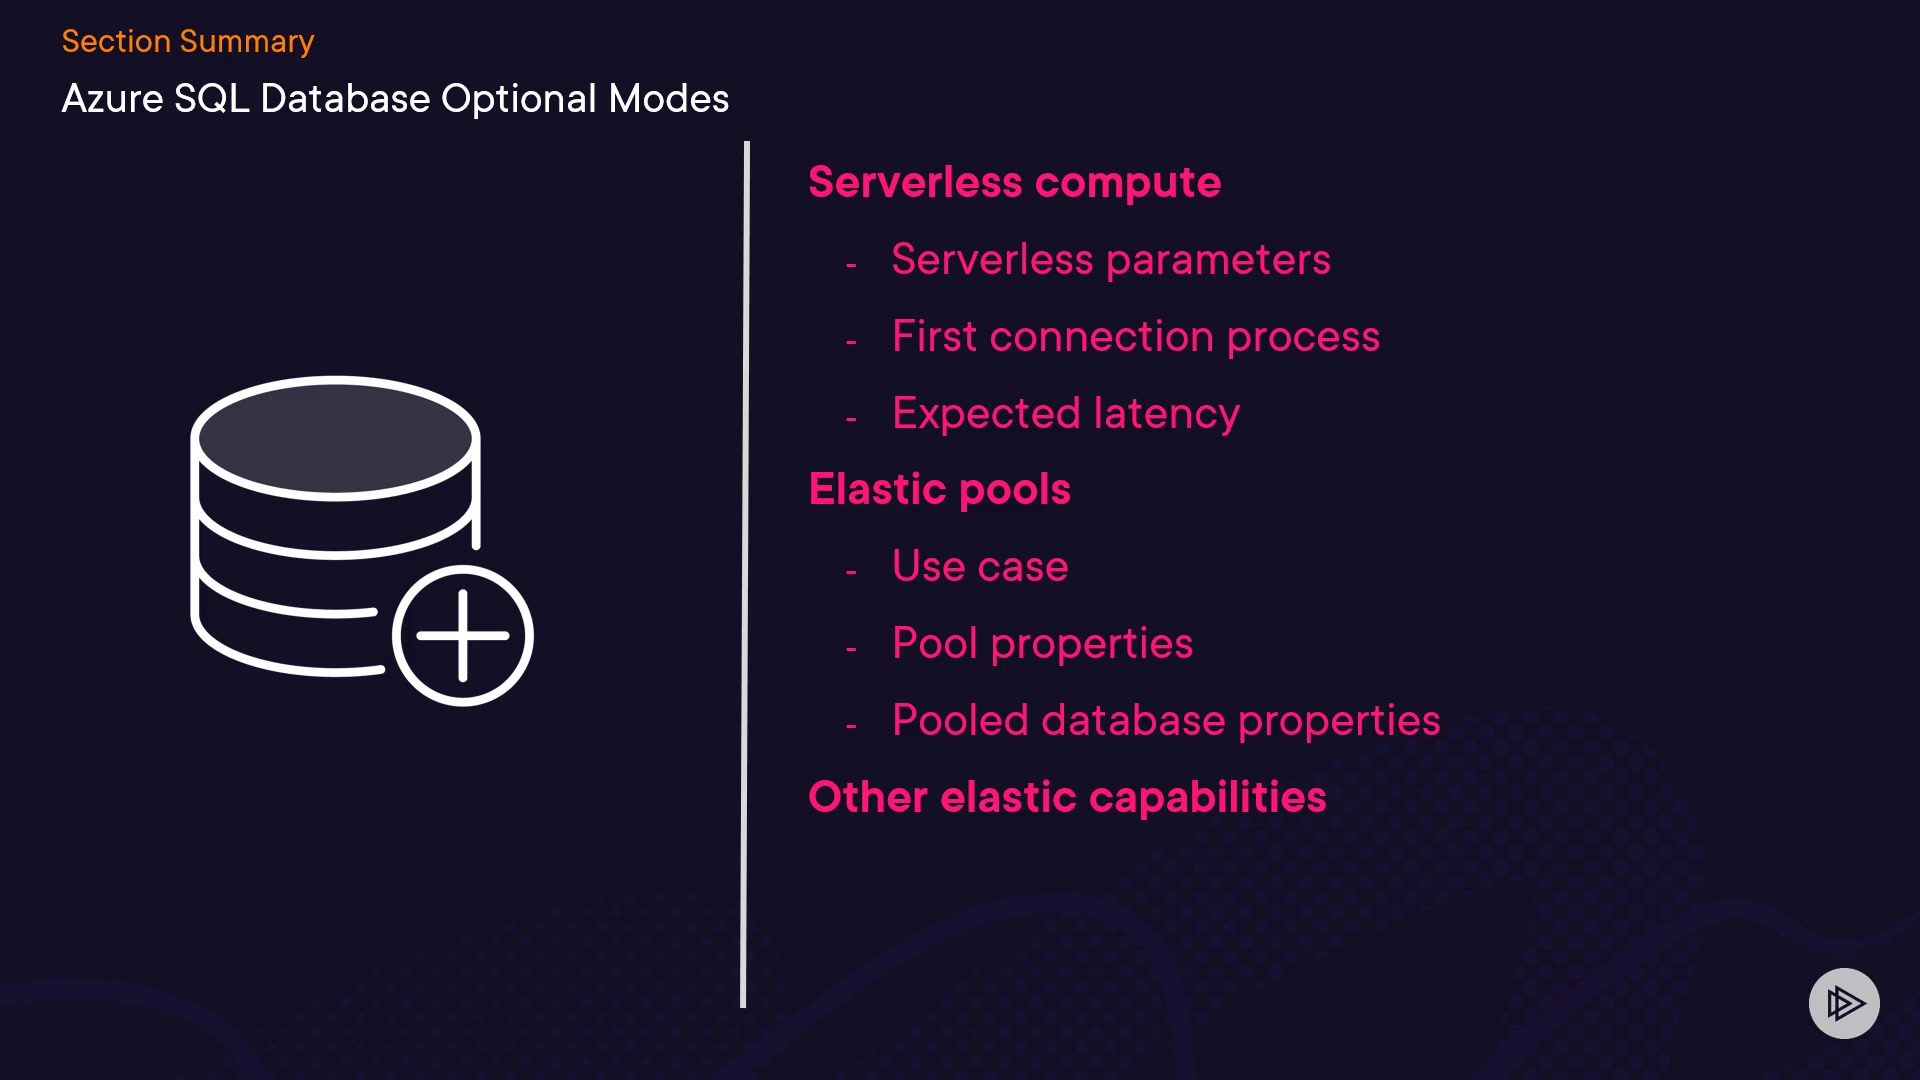 Section Summary
Azure SQL Database Optional Modes
Serverless compute
- Serverless parameters
- First connection process
- Expected latency
Elastic pools
- Use case
- Pool properties
- Pooled database properties
Other elastic capabilities